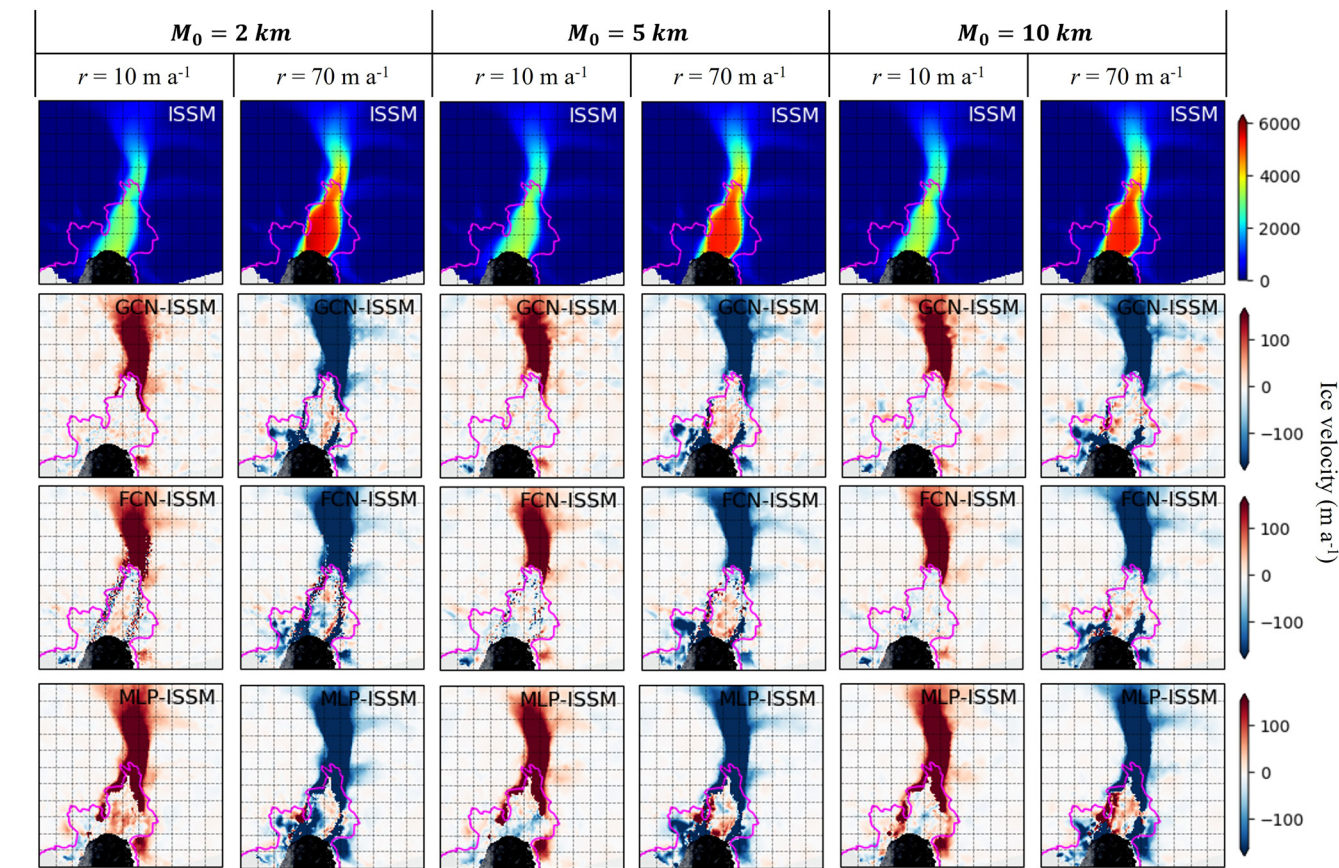 M₀ = 2 km M₀ = 5 km M₀ = 10 km
r = 10 m a⁻¹ r = 70 m a⁻¹ r = 10 m a⁻¹ r = 70 m a⁻¹ r = 10 m a⁻¹ r = 70 m a⁻¹
ISSM ISSM ISSM ISSM ISSM ISSM
6000
4000
2000
0
GCN-ISSM GCN-ISSM GCN-ISSM GCN-ISSM GCN-ISSM GCN-ISSM
100
0
−100
Ice velocity (m a⁻¹)
FCN-ISSM FCN-ISSM FCN-ISSM FCN-ISSM FCN-ISSM FCN-ISSM
100
0
−100
MLP-ISSM MLP-ISSM MLP-ISSM MLP-ISSM MLP-ISSM MLP-ISSM
100
0
−100